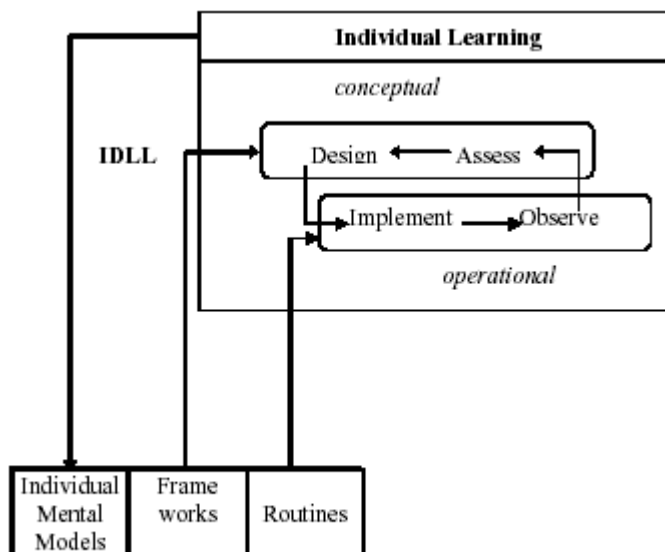 Individual Learning
conceptual
IDLL
Design
Assess
Implement
Observe
operational
Individual
Mental
Models
Frame
works
Routines